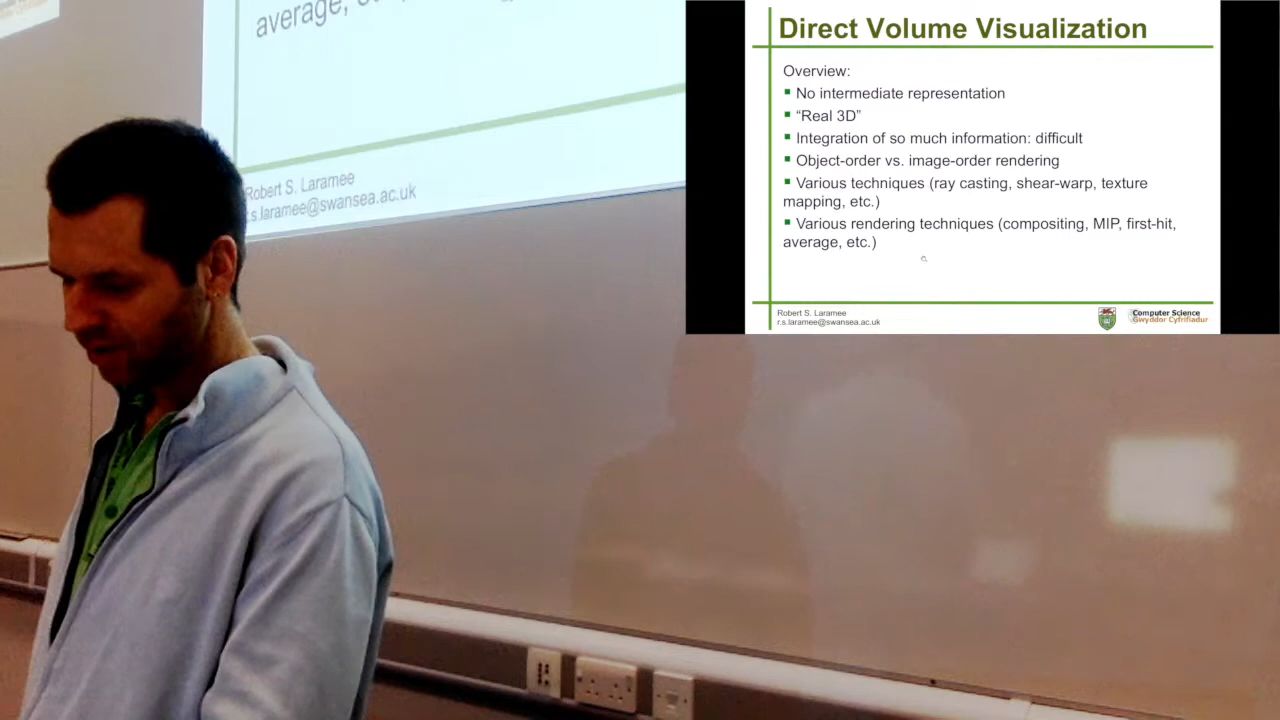 average,
Robert S. Laramee
r.s.laramee@swansea.ac.uk
Direct Volume Visualization
Overview:
▪ No intermediate representation
▪ “Real 3D”
▪ Integration of so much information: difficult
▪ Object-order vs. image-order rendering
▪ Various techniques (ray casting, shear-warp, texture
mapping, etc.)
▪ Various rendering techniques (compositing, MIP, first-hit,
average, etc.)
Robert S. Laramee
r.s.laramee@swansea.ac.uk
Computer Science
Gwyddor Cyfrifiadur